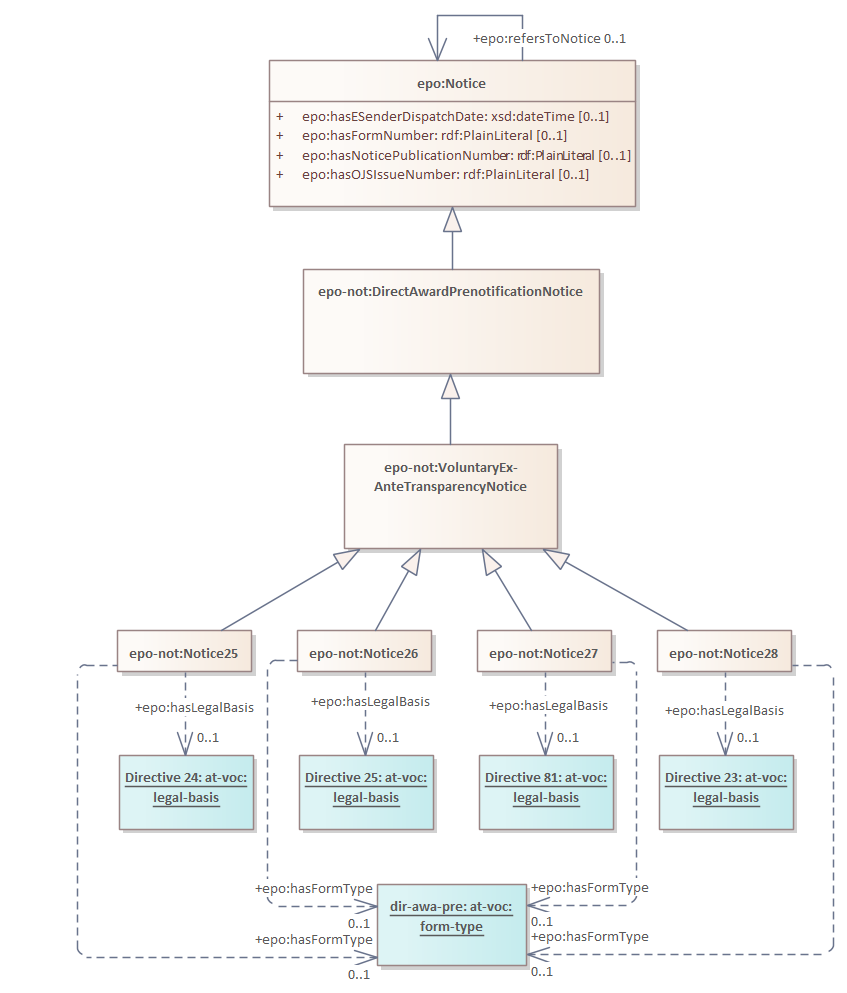 +epo:refersToNotice 0..1
epo:Notice
+ epo:hasESenderDispatchDate: xsd:dateTime [0..1]
+ epo:hasFormNumber: rdf:PlainLiteral [0..1]
+ epo:hasNoticePublicationNumber: rdf:PlainLiteral [0..1]
+ epo:hasOJSIssueNumber: rdf:PlainLiteral [0..1]
epo-not:DirectAwardPrenotificationNotice
epo-not:VoluntaryEx-
AnteTransparencyNotice
epo-not:Notice25
epo-not:Notice26
epo-not:Notice27
epo-not:Notice28
+epo:hasLegalBasis
0..1
+epo:hasLegalBasis
0..1
+epo:hasLegalBasis
0..1
+epo:hasLegalBasis
0..1
Directive 24: at-voc:
legal-basis
Directive 25: at-voc:
legal-basis
Directive 81: at-voc:
legal-basis
Directive 23: at-voc:
legal-basis
+epo:hasFormType
0..1
+epo:hasFormType
0..1
dir-awa-pre: at-voc:
form-type
+epo:hasFormType
0..1
+epo:hasFormType
0..1